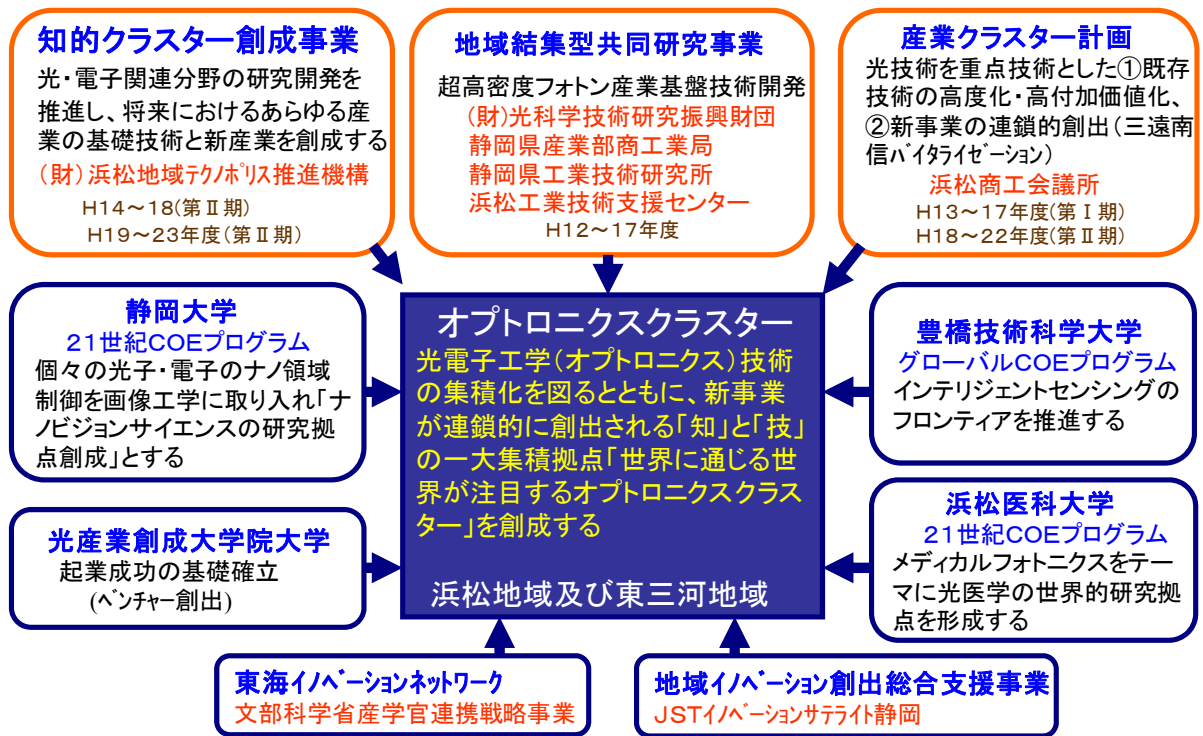 知的クラスター創成事業
光・電子関連分野の研究開発を
推進し、将来におけるあらゆる産
業の基礎技術と新産業を創成する
(財)浜松地域ﾃｸﾉﾎﾟﾘｽ推進機構
H14～18(第Ⅱ期)
H19～23年度(第Ⅱ期)
地域結集型共同研究事業
超高密度フォトン産業基盤技術開発
(財)光科学技術研究振興財団
静岡県産業部商工業局
静岡県工業技術研究所
浜松工業技術支援センター
H12～17年度
産業クラスター計画
光技術を重点技術とした①既存
技術の高度化・高付加価値化、
②新事業の連鎖的創出(三遠南
信ﾊﾞｲﾀﾗｲｾﾞｰｼｮﾝ)
浜松商工会議所
H13～17年度(第Ⅰ期)
H18～22年度(第Ⅱ期)
静岡大学
21世紀COEプログラム
個々の光子・電子のナノ領域
制御を画像工学に取り入れ「ナ
ノビジョンサイエンスの研究拠
点創成」とする
光産業創成大学院大学
起業成功の基礎確立
(ﾍﾞﾝﾁャー創出)
オプトロニクスクラスター
光電子工学(オプトロニクス)技術
の集積化を図るとともに、新事業
が連鎖的に創出される「知」と「技」
の一大集積拠点「世界に通じる世
界が注目するオプトロニクスクラス
ター」を創成する
浜松地域及び東三河地域
豊橋技術科学大学
グローバルCOEプログラム
インテリジェントセンシングの
フロンティアを推進する
浜松医科大学
21世紀COEプログラム
メディカルフォトニクスをテー
マに光医学の世界的研究拠
点を形成する
東海ｲﾉﾍﾞｰｼｮﾝネットワーク
文部科学省産学官連携戦略事業
地域ｲﾉﾍﾞｰｼｮﾝ創出総合支援事業
JSTｲﾉﾍﾞｰｼｮﾝサテライト静岡